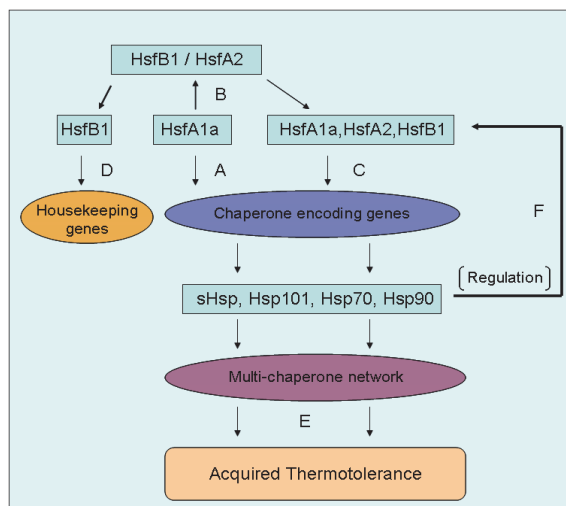 HsfB1 / HsfA2
B
HsfB1
HsfA1a
HsfA1a,HsfA2,HsfB1
D
A
C
Housekeeping
genes
Chaperone encoding genes
F
[Regulation]
sHsp, Hsp101, Hsp70, Hsp90
Multi-chaperone network
E
Acquired Thermotolerance